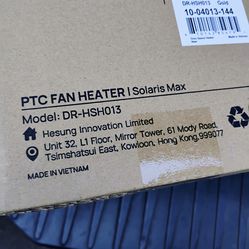 DR-HSH013 Gold
10-04013-144
PTC FAN HEATER | Solaris Max
Model: DR-HSH013
Hesung Innovation Limited
Unit 32, L1 Floor, Mirror Tower, 61 Mody Road,
Tsimshatsui East, Kowloon, Hong Kong,999077
MADE IN VIETNAM